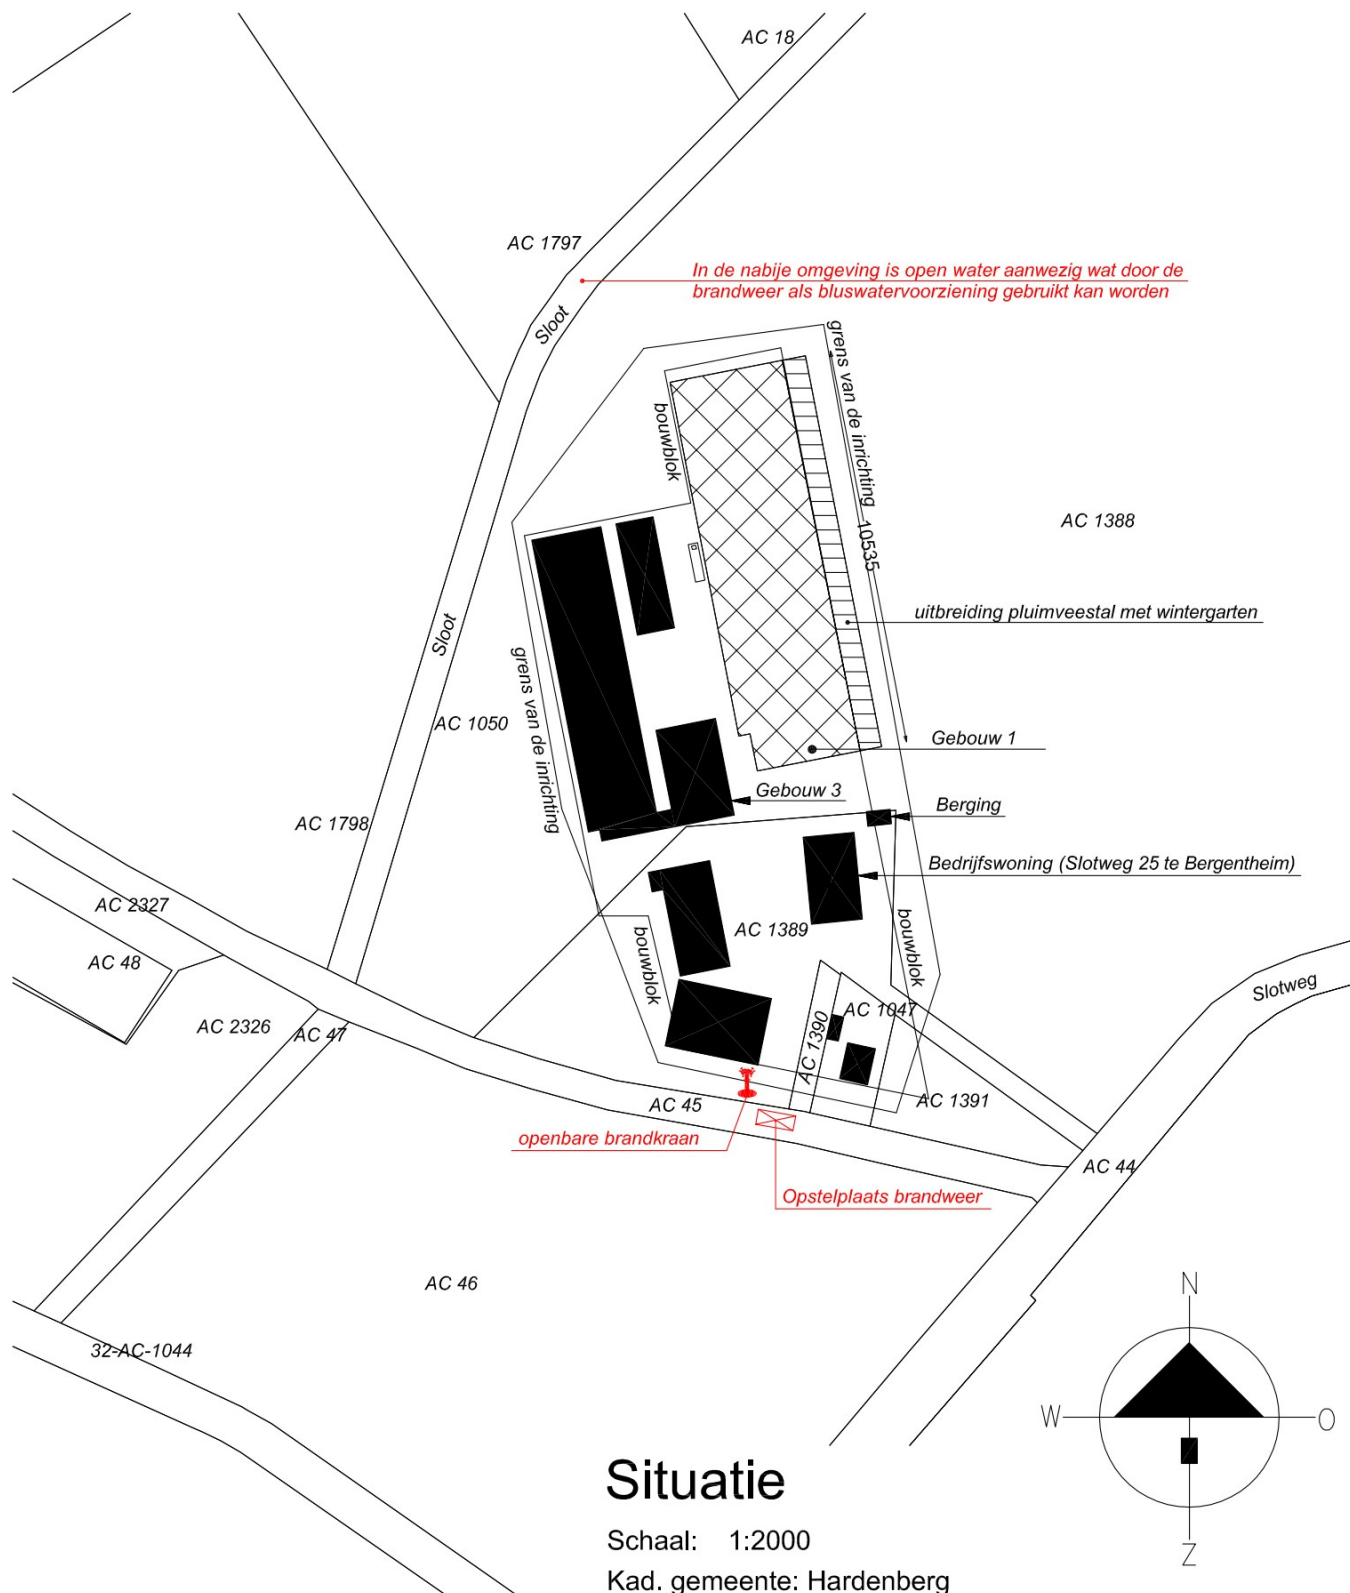 AC 18
AC 1797
In de nabije omgeving is open water aanwezig wat door de
brandweer als bluswatervoorziening gebruikt kan worden
Sloot
grens van de inrichting
bouwblok
10535
AC 1388
uitbreiding pluimveestal met wintergarten
Sloot
grens van de inrichting
AC 1050
Gebouw 1
Gebouw 3
Berging
AC 1798
Bedrijfswoning (Slotweg 25 te Bergentheim)
AC 2327
AC 1389
bouwblok
bouwblok
AC 48
Slotweg
AC 2326
AC 47
AC 1047
AC 1390
AC 45
AC 1391
openbare brandkraan
AC 44
Opstelplaats brandweer
AC 46
32-AC-1044
N
W
O
Z
Situatie
Schaal: 1:2000
Kad. gemeente: Hardenberg